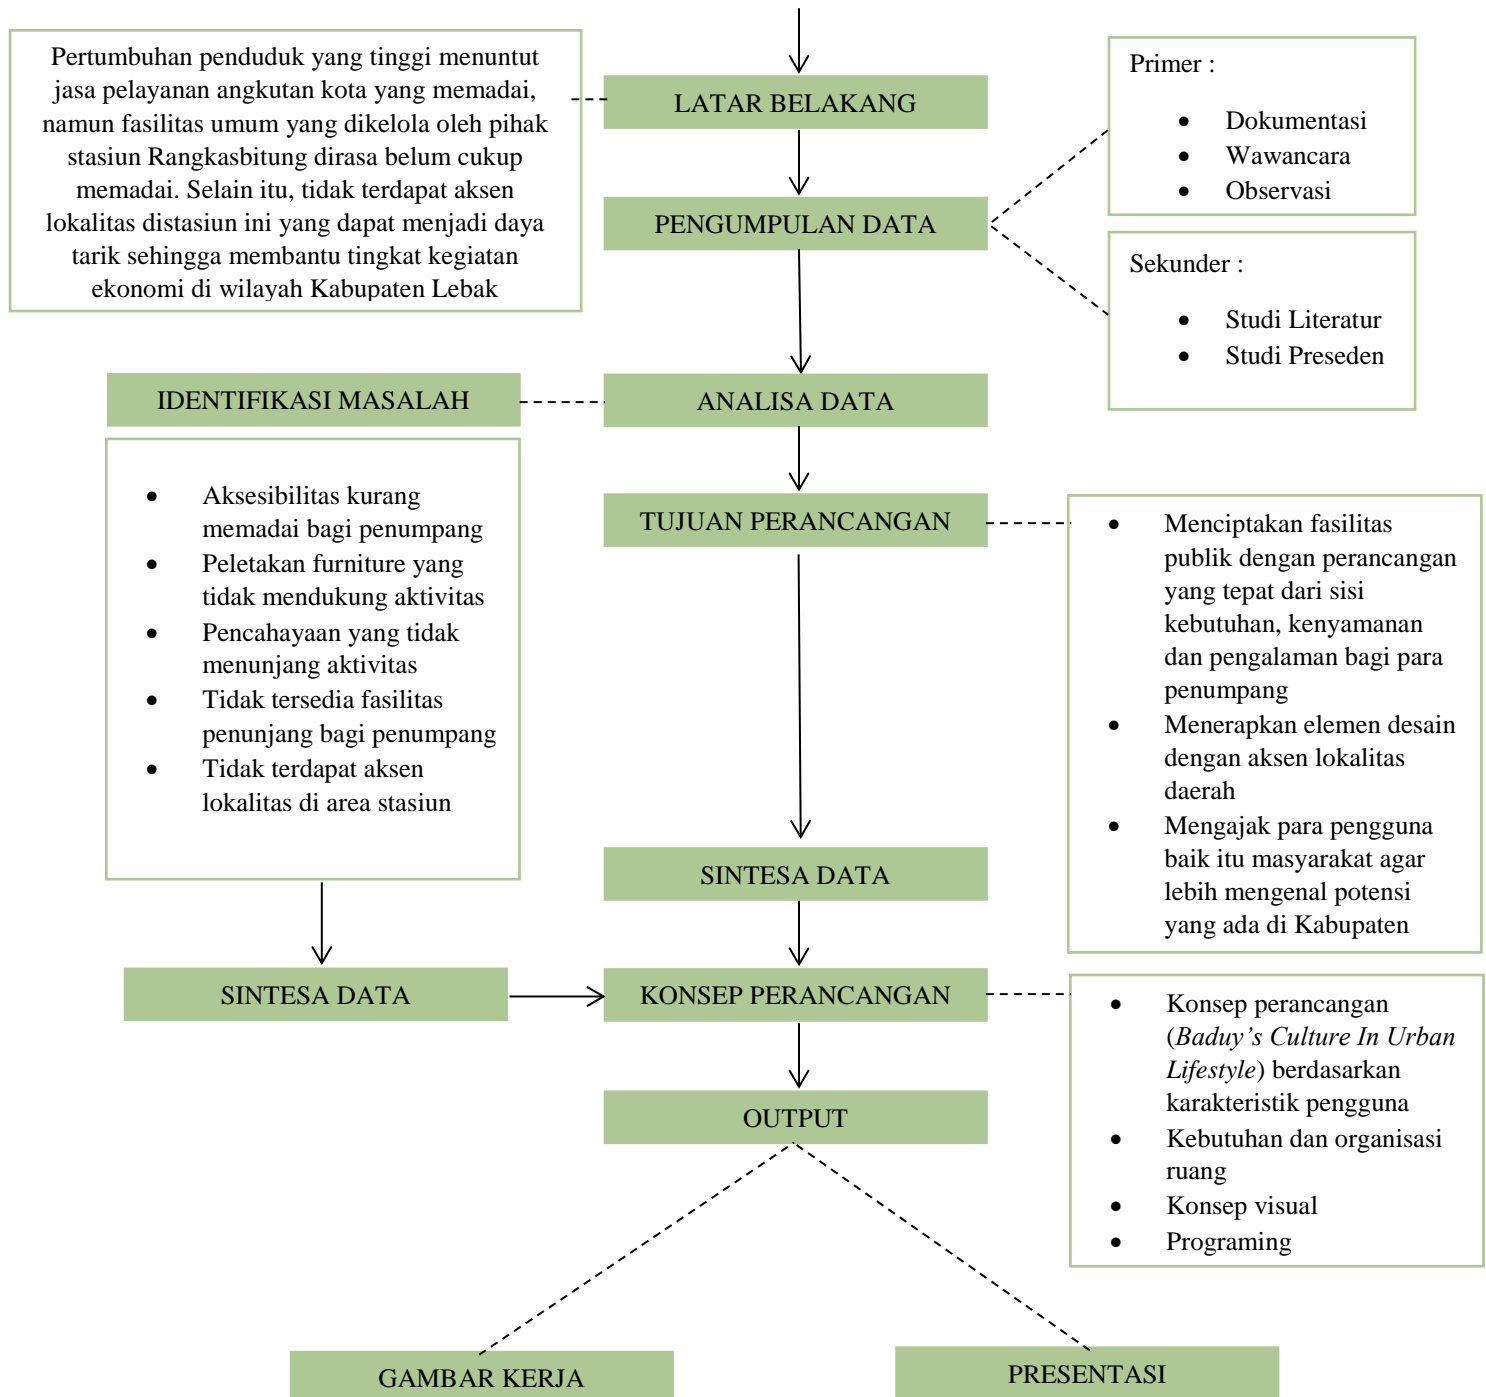 Pertumbuhan penduduk yang tinggi menuntut
jasa pelayanan angkutan kota yang memadai,
namun fasilitas umum yang dikelola oleh pihak
stasiun Rangkasbitung dirasa belum cukup
memadai. Selain itu, tidak terdapat aksen
lokalitas distasiun ini yang dapat menjadi daya
tarik sehingga membantu tingkat kegiatan
ekonomi di wilayah Kabupaten Lebak
LATAR BELAKANG
Primer :
• Dokumentasi
• Wawancara
• Observasi
PENGUMPULAN DATA
Sekunder :
• Studi Literatur
• Studi Preseden
IDENTIFIKASI MASALAH
ANALISA DATA
• Aksesibilitas kurang
memadai bagi penumpang
• Peletakan furniture yang
tidak mendukung aktivitas
• Pencahayaan yang tidak
menunjang aktivitas
• Tidak tersedia fasilitas
penunjang bagi penumpang
• Tidak terdapat aksen
lokalitas di area stasiun
TUJUAN PERANCANGAN
• Menciptakan fasilitas
publik dengan perancangan
yang tepat dari sisi
kebutuhan, kenyamanan
dan pengalaman bagi para
penumpang
• Menerapkan elemen desain
dengan aksen lokalitas
daerah
• Mengajak para pengguna
baik itu masyarakat agar
lebih mengenal potensi
yang ada di Kabupaten
SINTESA DATA
SINTESA DATA
KONSEP PERANCANGAN
• Konsep perancangan
(Baduy’s Culture In Urban
Lifestyle) berdasarkan
karakteristik pengguna
• Kebutuhan dan organisasi
ruang
• Konsep visual
• Programing
OUTPUT
GAMBAR KERJA
PRESENTASI